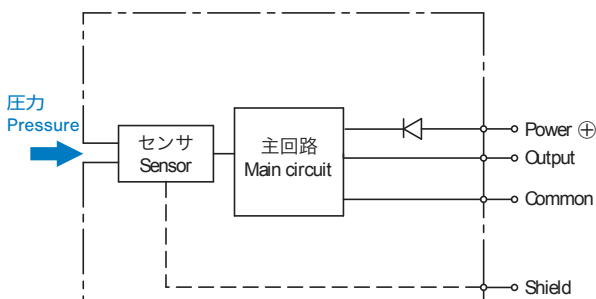 圧力
Pressure
センサ
Sensor
主回路
Main circuit
Power ⊕
Output
Common
Shield